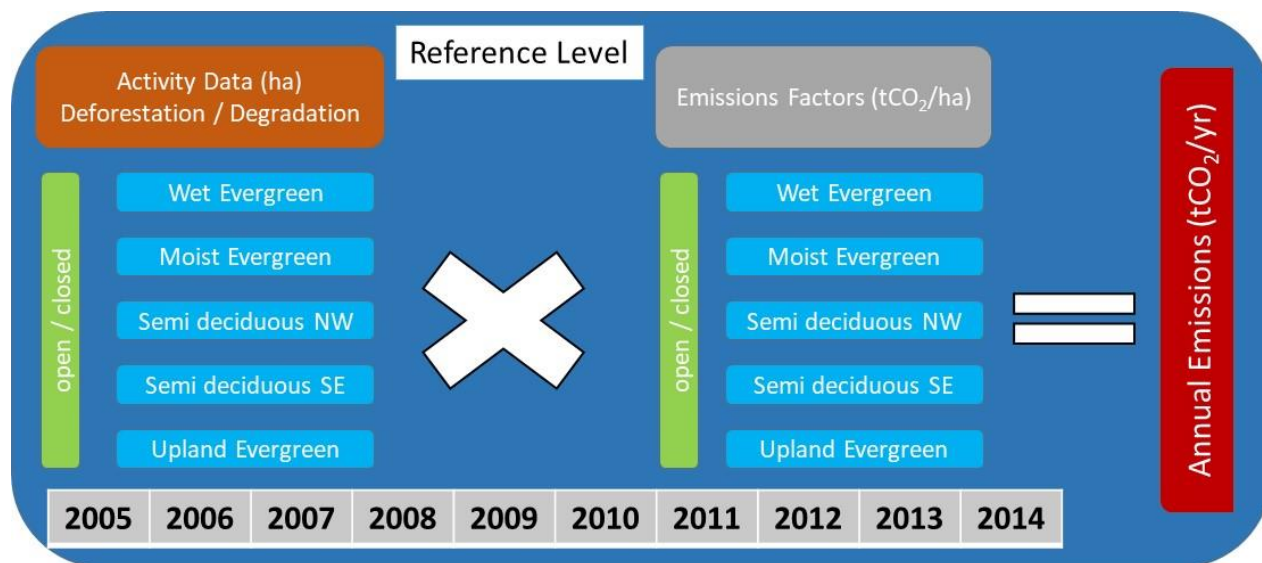 Reference Level
Activity Data (ha)
Deforestation / Degradation
Emissions Factors (tCO₂/ha)
open / closed
Wet Evergreen
Moist Evergreen
Semi deciduous NW
Semi deciduous SE
Upland Evergreen
open / closed
Wet Evergreen
Moist Evergreen
Semi deciduous NW
Semi deciduous SE
Upland Evergreen
Annual Emissions (tCO₂/yr)
2005 2006 2007 2008 2009 2010 2011 2012 2013 2014